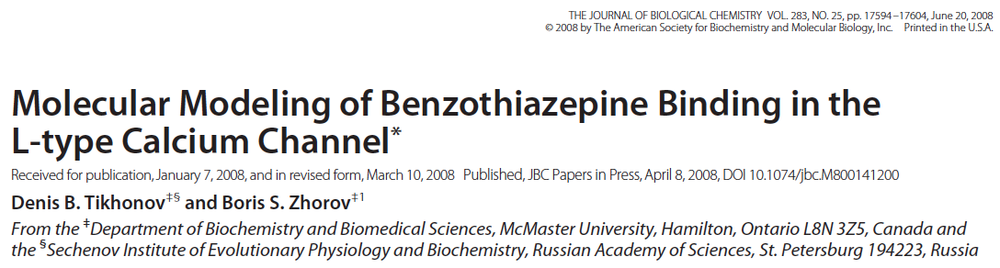 THE JOURNAL OF BIOLOGICAL CHEMISTRY VOL. 283, NO. 25, pp. 17594–17604, June 20, 2008
© 2008 by The American Society for Biochemistry and Molecular Biology, Inc. Printed in the U.S.A.
Molecular Modeling of Benzothiazepine Binding in the
L-type Calcium Channel*
Received for publication, January 7, 2008, and in revised form, March 10, 2008 Published, JBC Papers in Press, April 8, 2008, DOI 10.1074/jbc.M800141200
Denis B. Tikhonov‡§ and Boris S. Zhorov‡1
From the ‡Department of Biochemistry and Biomedical Sciences, McMaster University, Hamilton, Ontario L8N 3Z5, Canada and
the §Sechenov Institute of Evolutionary Physiology and Biochemistry, Russian Academy of Sciences, St. Petersburg 194223, Russia